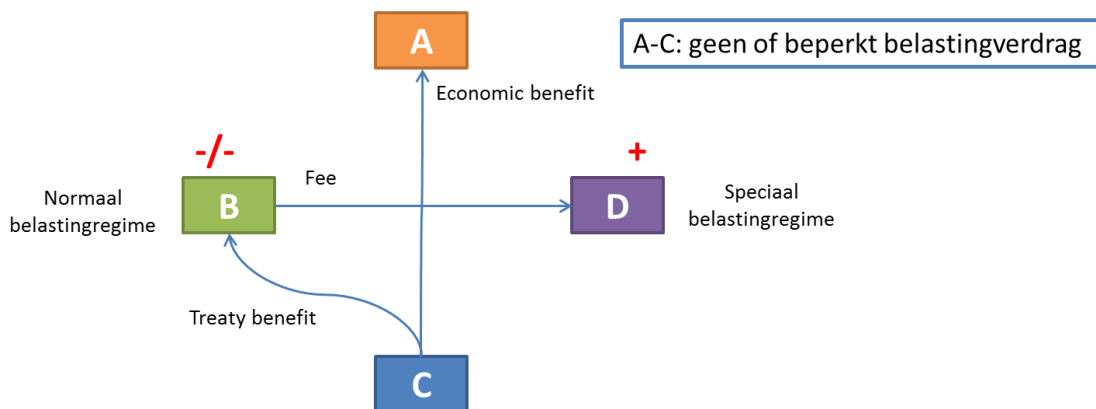 A
A-C: geen of beperkt belastingverdrag
Economic benefit
-/-
+
Normaal
belastingregime
B
Fee
D
Speciaal
belastingregime
Treaty benefit
C